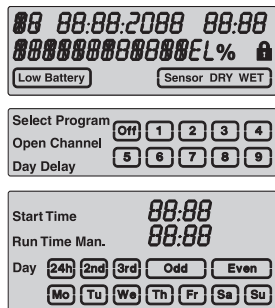 88 88:88:2088 88:88
888888888888EL%
Low Battery Sensor DRY WET
Select Program
Open Channel
Day Delay
Off 1 2 3 4
5 6 7 8 9
Start Time 88:88
Run Time Man. 88:88
Day 24h 2nd 3rd Odd Even
Mo Tu We Th Fr Sa Su